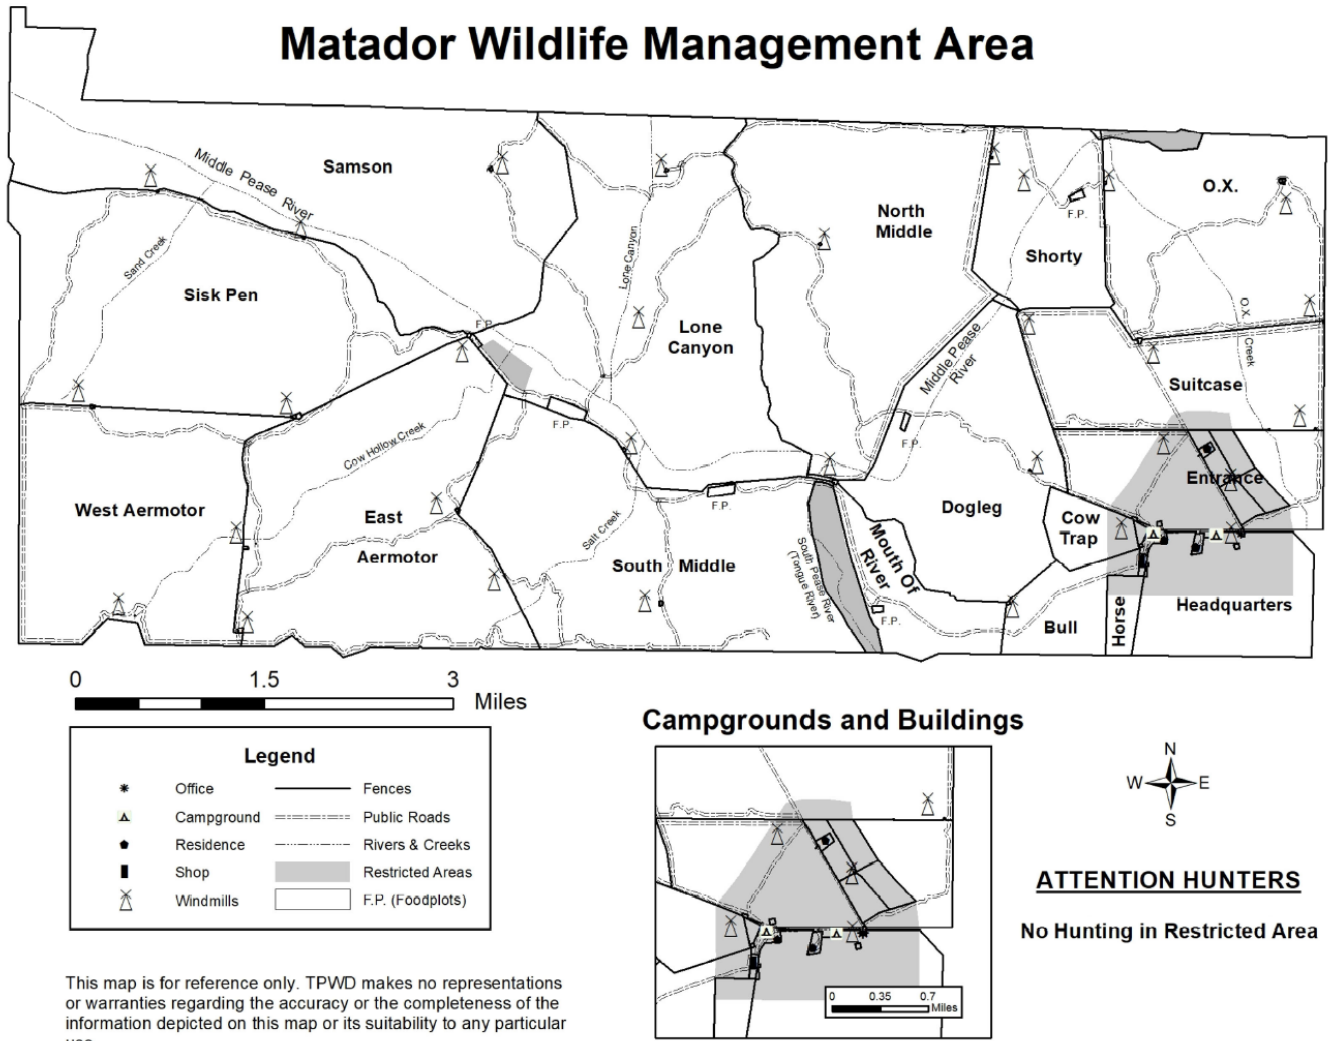 Matador Wildlife Management Area
Samson
Middle Pease River
O.X.
North
Middle
F.P.
Shorty
Sand Creek
Lone Canyon
Sisk Pen
O.X. Creek
F.P.
Lone
Canyon
Middle Pease
River
Suitcase
Cow Hollow Creek
F.P.
F.P.
Entrance
West Aermotor
East
Aermotor
Salt Creek
F.P.
Dogleg
Cow
Trap
South Middle
South Pease River
(Tongue River)
Mouth Of
River
F.P.
Bull
Horse
Headquarters
0 1.5 3
Miles
Legend
Office
Fences
Campground
Public Roads
Residence
Rivers & Creeks
Shop
Restricted Areas
Windmills
F.P. (Foodplots)
Campgrounds and Buildings
0 0.35 0.7
Miles
N
W E
S
ATTENTION HUNTERS
No Hunting in Restricted Area
This map is for reference only. TPWD makes no representations
or warranties regarding the accuracy or the completeness of the
information depicted on this map or its suitability to any particular